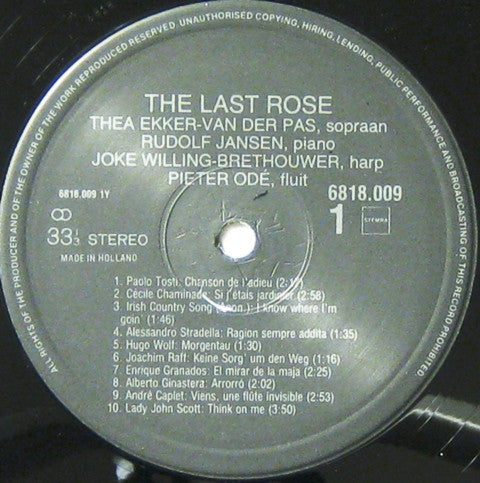 ALL RIGHTS OF THE PRODUCER AND OF THE OWNER OF THE WORK REPRODUCED RESERVED. UNAUTHORISED COPYING, HIRING, LENDING, PUBLIC PERFORMANCE AND BROADCASTING OF THIS RECORD PROHIBITED
THE LAST ROSE
THEA EKKER-VAN DER PAS, sopraan
RUDOLF JANSEN, piano
JOKE WILLING-BRETHOUWER, harp
PIETER ODÉ, fluit
6818.009 1Y
6818.009
33⅓ STEREO
1
STEMRA
MADE IN HOLLAND
1. Paolo Tosti: Chanson de l'adieu (2:17)
2. Cécile Chaminade: Si j'étais jardinier (2:58)
3. Irish Country Song (Anon.): I know where I'm
goin' (1:46)
4. Alessandro Stradella: Ragion sempre addita (1:35)
5. Hugo Wolf: Morgentau (1:30)
6. Joachim Raff: Keine Sorg' um den Weg (1:16)
7. Enrique Granados: El mirar de la maja (2:25)
8. Alberto Ginastera: Arrorró (2:02)
9. André Caplet: Viens, une flûte invisible (2:53)
10. Lady John Scott: Think on me (3:50)